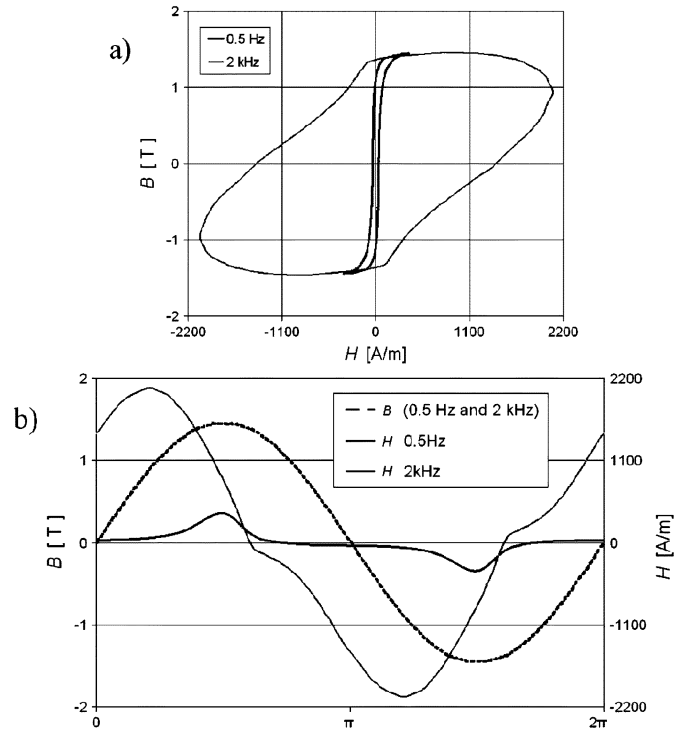 a)
2
1
0
-1
-2
B [ T ]
0.5 Hz
2 kHz
-2200
-1100
0
1100
2200
H [A/m]
b)
2
1
0
-1
-2
B [ T ]
B (0.5 Hz and 2 kHz)
H 0.5Hz
H 2kHz
2200
1100
0
-1100
-2200
H [A/m]
0
π
2π